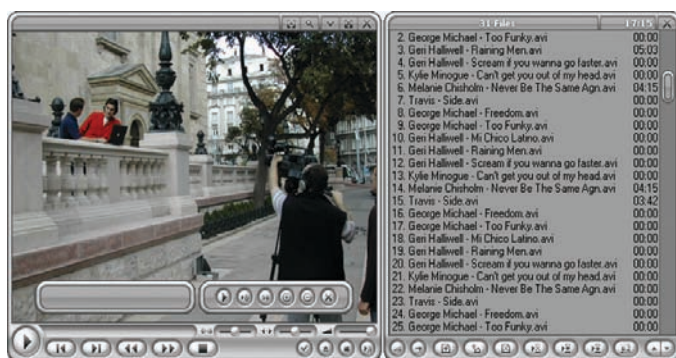 31 Files 17/15
2. George Michael - Too Funky.avi 00:00
3. Geri Halliwell - Raining Men.avi 05:03
4. Geri Halliwell - Scream if you wanna go faster.avi 00:00
5. Kylie Minogue - Can't get you out of my head.avi 00:00
6. Melanie Chisholm - Never Be The Same Agn.avi 04:15
7. Travis - Side.avi 00:00
8. George Michael - Freedom.avi 00:00
9. George Michael - Too Funky.avi 00:00
10. Geri Halliwell - Mi Chico Latino.avi 00:00
11. Geri Halliwell - Raining Men.avi 00:00
12. Geri Halliwell - Scream if you wanna go faster.avi 00:00
13. Kylie Minogue - Can't get you out of my head.avi 00:00
14. Melanie Chisholm - Never Be The Same Agn.avi 04:15
15. Travis - Side.avi 03:42
16. George Michael - Freedom.avi 00:00
17. George Michael - Too Funky.avi 00:00
18. Geri Halliwell - Mi Chico Latino.avi 00:00
19. Geri Halliwell - Raining Men.avi 00:00
20. Geri Halliwell - Scream if you wanna go faster.avi 00:00
21. Kylie Minogue - Can't get you out of my head.avi 00:00
22. Melanie Chisholm - Never Be The Same Agn.avi 00:00
23. Travis - Side.avi 00:00
24. George Michael - Freedom.avi 00:00
25. George Michael - Too Funky.avi 00:00